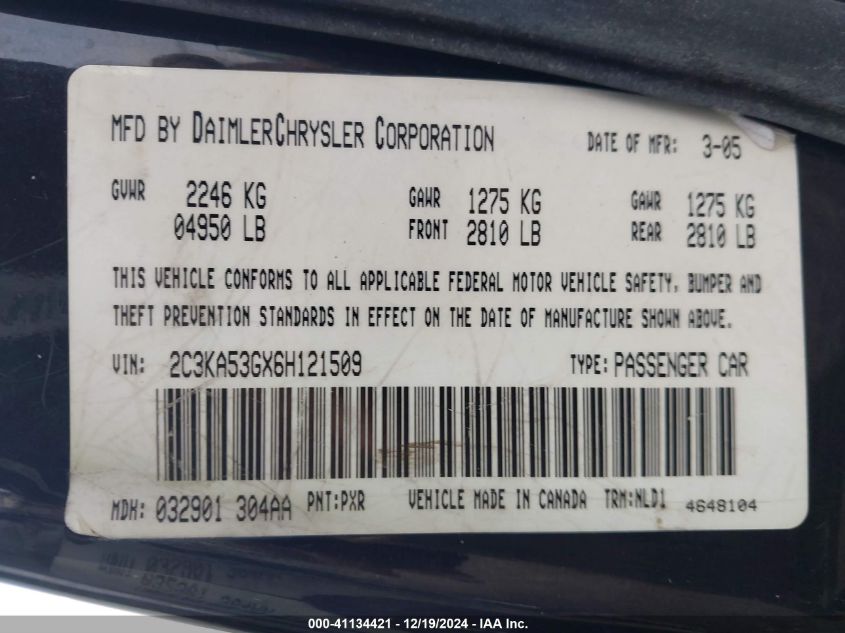 MFD BY DAIMLERCHRYSLER CORPORATION DATE OF MFR: 3-05
GVWR 2246 KG GAWR 1275 KG GAWR 1275 KG
04950 LB FRONT 2810 LB REAR 2810 LB
THIS VEHICLE CONFORMS TO ALL APPLICABLE FEDERAL MOTOR VEHICLE SAFETY, BUMPER AND
THEFT PREVENTION STANDARDS IN EFFECT ON THE DATE OF MANUFACTURE SHOWN ABOVE.
VIN: 2C3KA53GX6H121509 TYPE: PASSENGER CAR
MDH: 032901 304AA PNT:PXR VEHICLE MADE IN CANADA TRM:NLD1 4648104
000-41134421 - 12/19/2024 - IAA Inc.